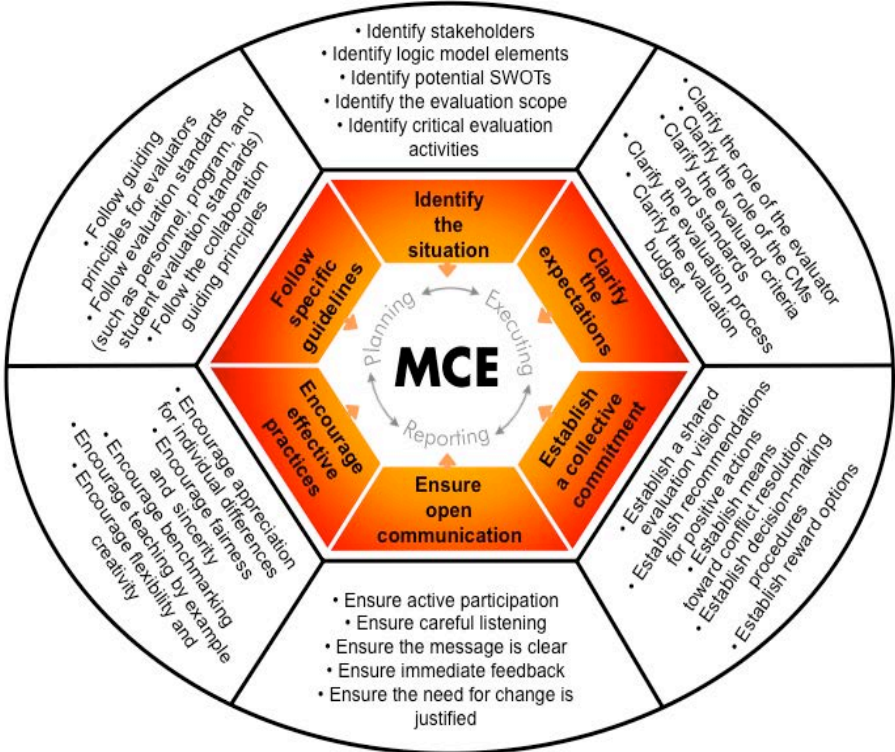 • Identify stakeholders
• Identify logic model elements
• Identify potential SWOTs
• Identify the evaluation scope
• Identify critical evaluation
activities
• Clarify the role of the evaluator
• Clarify the role of the CMs
• Clarify the evaluand criteria
and standards
• Clarify the evaluation process
• Clarify the evaluation
budget
• Establish a shared
evaluation vision
• Establish recommendations
for positive actions
• Establish means
toward conflict resolution
• Establish decision-making
procedures
• Establish reward options
• Ensure active participation
• Ensure careful listening
• Ensure the message is clear
• Ensure immediate feedback
• Ensure the need for change is
justified
• Encourage appreciation
for individual differences
• Encourage fairness
and sincerity
• Encourage benchmarking
• Encourage teaching by example
• Encourage flexibility and
creativity
• Follow guiding
principles for evaluators
• Follow evaluation standards
(such as personnel, program, and
student evaluation standards)
• Follow the collaboration
guiding principles
Identify
the
situation
Clarify
the
expectations
Establish
a collective
commitment
Ensure
open
communication
Encourage
effective
practices
Follow
specific
guidelines
Planning
Executing
Reporting
MCE